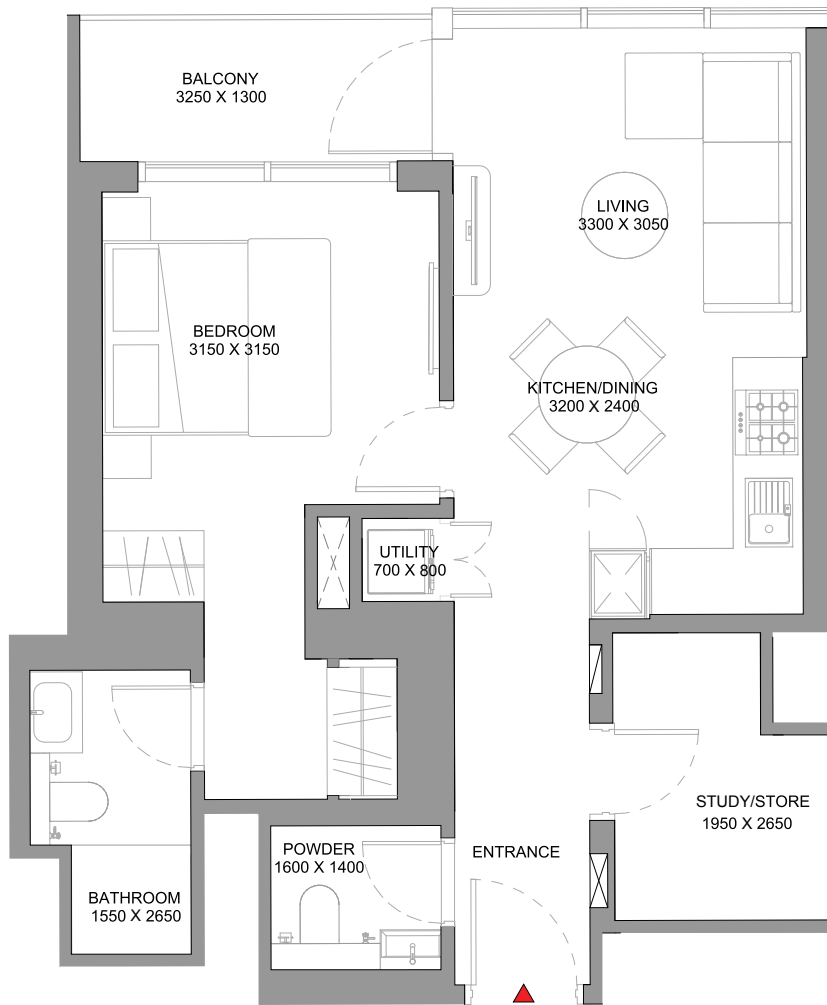 BALCONY
3250 X 1300
LIVING
3300 X 3050
BEDROOM
3150 X 3150
KITCHEN/DINING
3200 X 2400
UTILITY
700 X 800
STUDY/STORE
1950 X 2650
POWDER
1600 X 1400
ENTRANCE
BATHROOM
1550 X 2650